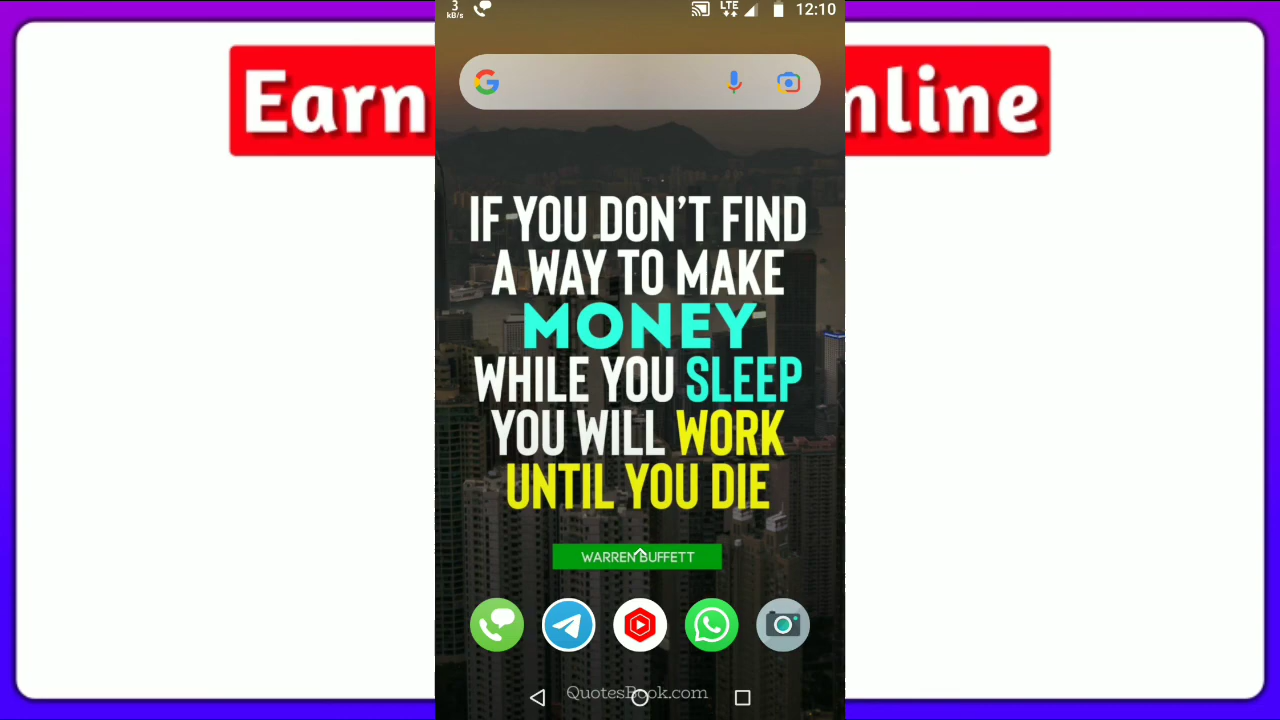 3
kB/s
LTE
12:10
Earn
nline
IF YOU DON'T FIND
A WAY TO MAKE
MONEY
WHILE YOU SLEEP
YOU WILL WORK
UNTIL YOU DIE
WARREN BUFFETT
QuotesBook.com